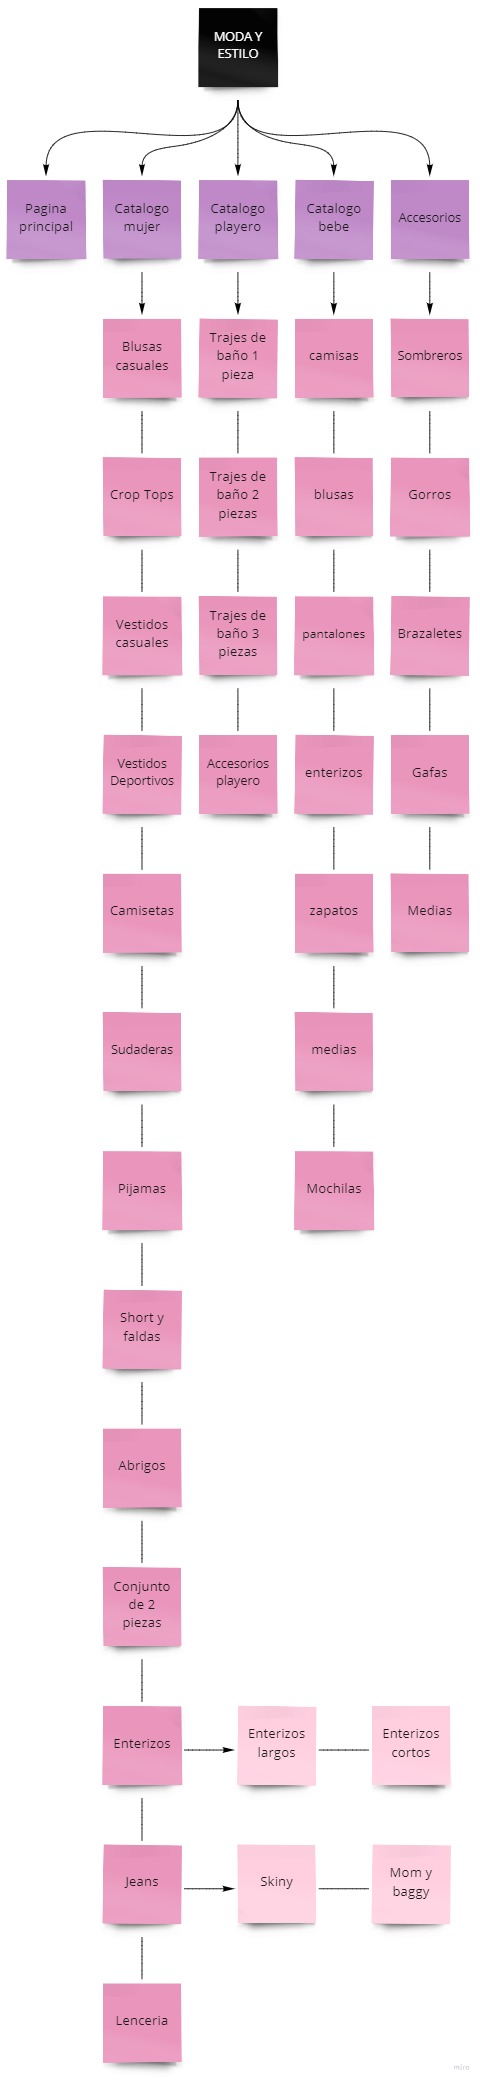 MODA Y
ESTILO
Pagina
principal
Catalogo
mujer
Catalogo
playero
Catalogo
bebe
Accesorios
Blusas
casuales
Trajes de
baño 1
pieza
camisas
Sombreros
Crop Tops
Trajes de
baño 2
piezas
blusas
Gorros
Vestidos
casuales
Trajes de
baño 3
piezas
pantalones
Brazaletes
Vestidos
Deportivos
Accesorios
playero
enterizos
Gafas
Camisetas
zapatos
Medias
Sudaderas
medias
Pijamas
Mochilas
Short y
faldas
Abrigos
Conjunto
de 2
piezas
Enterizos
Enterizos
largos
Enterizos
cortos
Jeans
Skiny
Mom y
baggy
Lenceria
miro